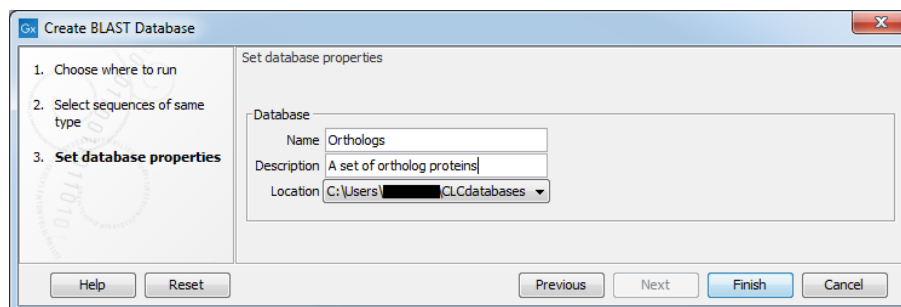 Gx Create BLAST Database
1. Choose where to run
2. Select sequences of same
type
3. Set database properties
Set database properties
Database
Name Orthologs
Description A set of ortholog proteins
Location C:\Users\ \CLCdatabases
Help Reset Previous Next Finish Cancel